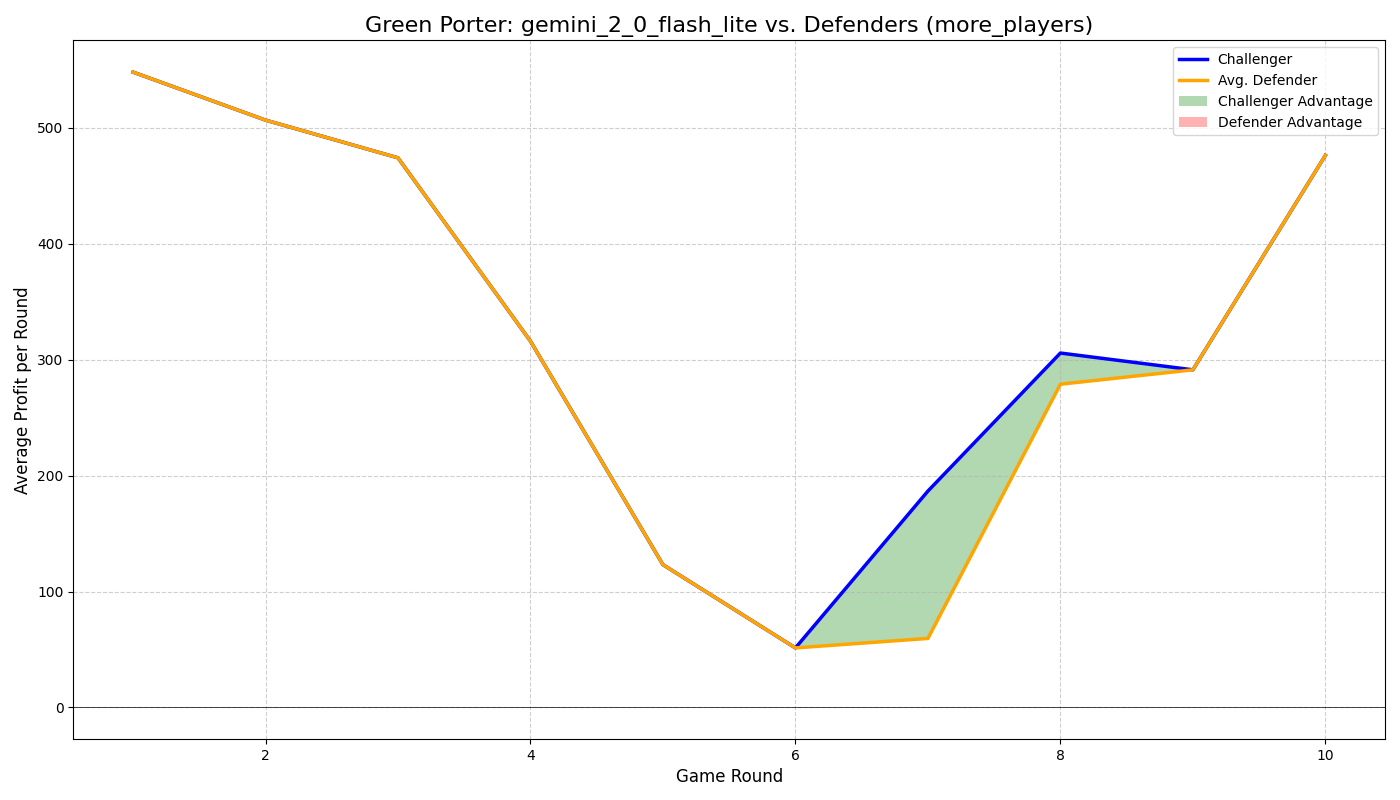 Green Porter: gemini_2_0_flash_lite vs. Defenders (more_players)
Challenger
Avg. Defender
Challenger Advantage
Defender Advantage
Average Profit per Round
500
400
300
200
100
0
2 4 6 8 10
Game Round